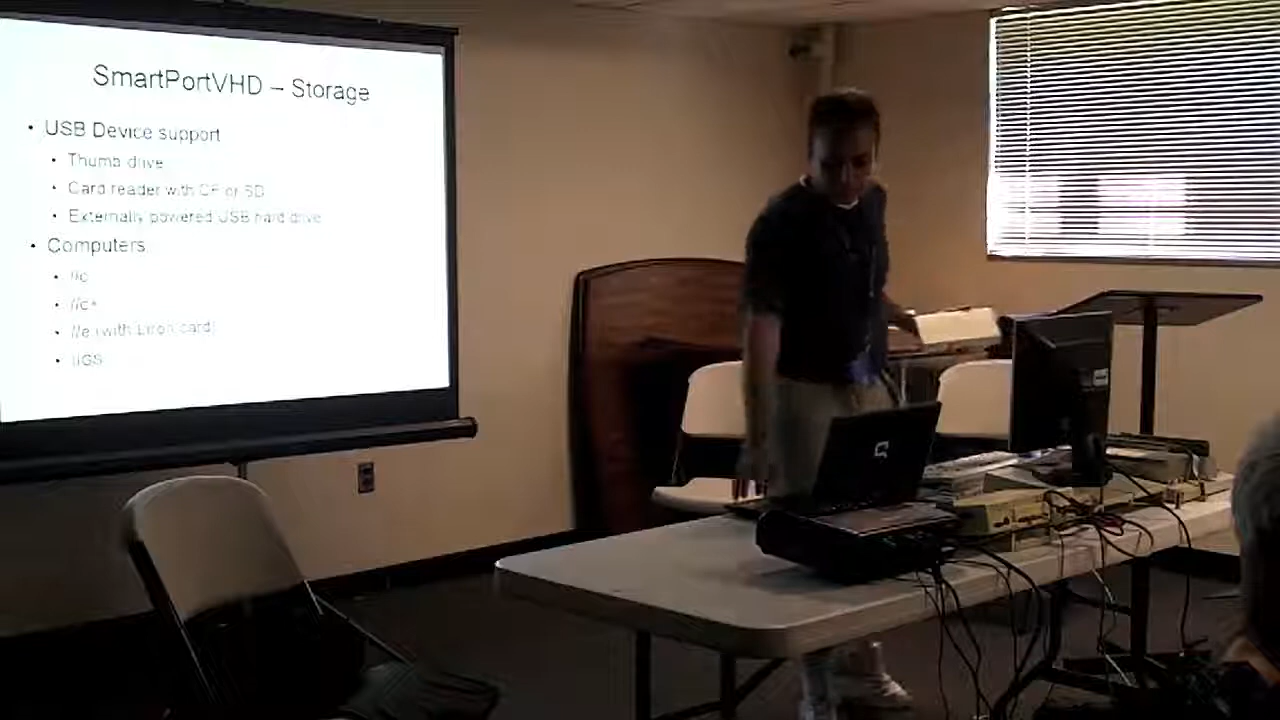 SmartPortVHD – Storage
• USB Device support
• Thumb drive
• Card reader with CF or SD
• Externally powered USB hard drive
• Computers
• //c
• //c+
• //e (with Liron card)
• IIGS